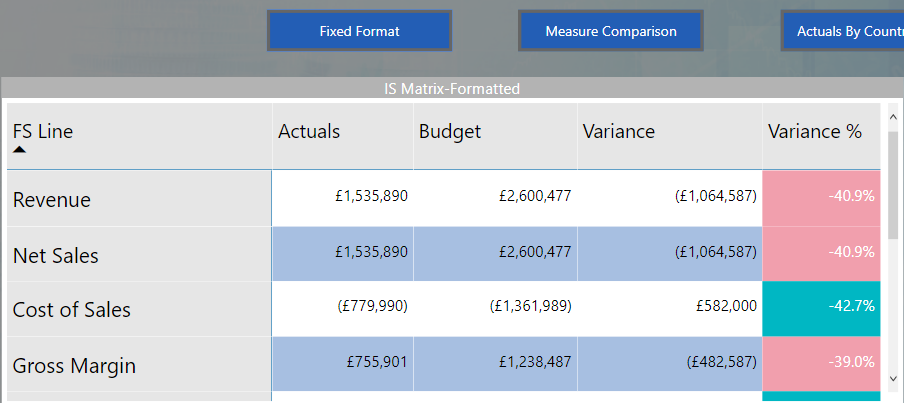 Fixed Format Measure Comparison Actuals By Countr
IS Matrix-Formatted
FS Line Actuals Budget Variance Variance %
Revenue £1,535,890 £2,600,477 (£1,064,587) -40.9%
Net Sales £1,535,890 £2,600,477 (£1,064,587) -40.9%
Cost of Sales (£779,990) (£1,361,989) £582,000 -42.7%
Gross Margin £755,901 £1,238,487 (£482,587) -39.0%